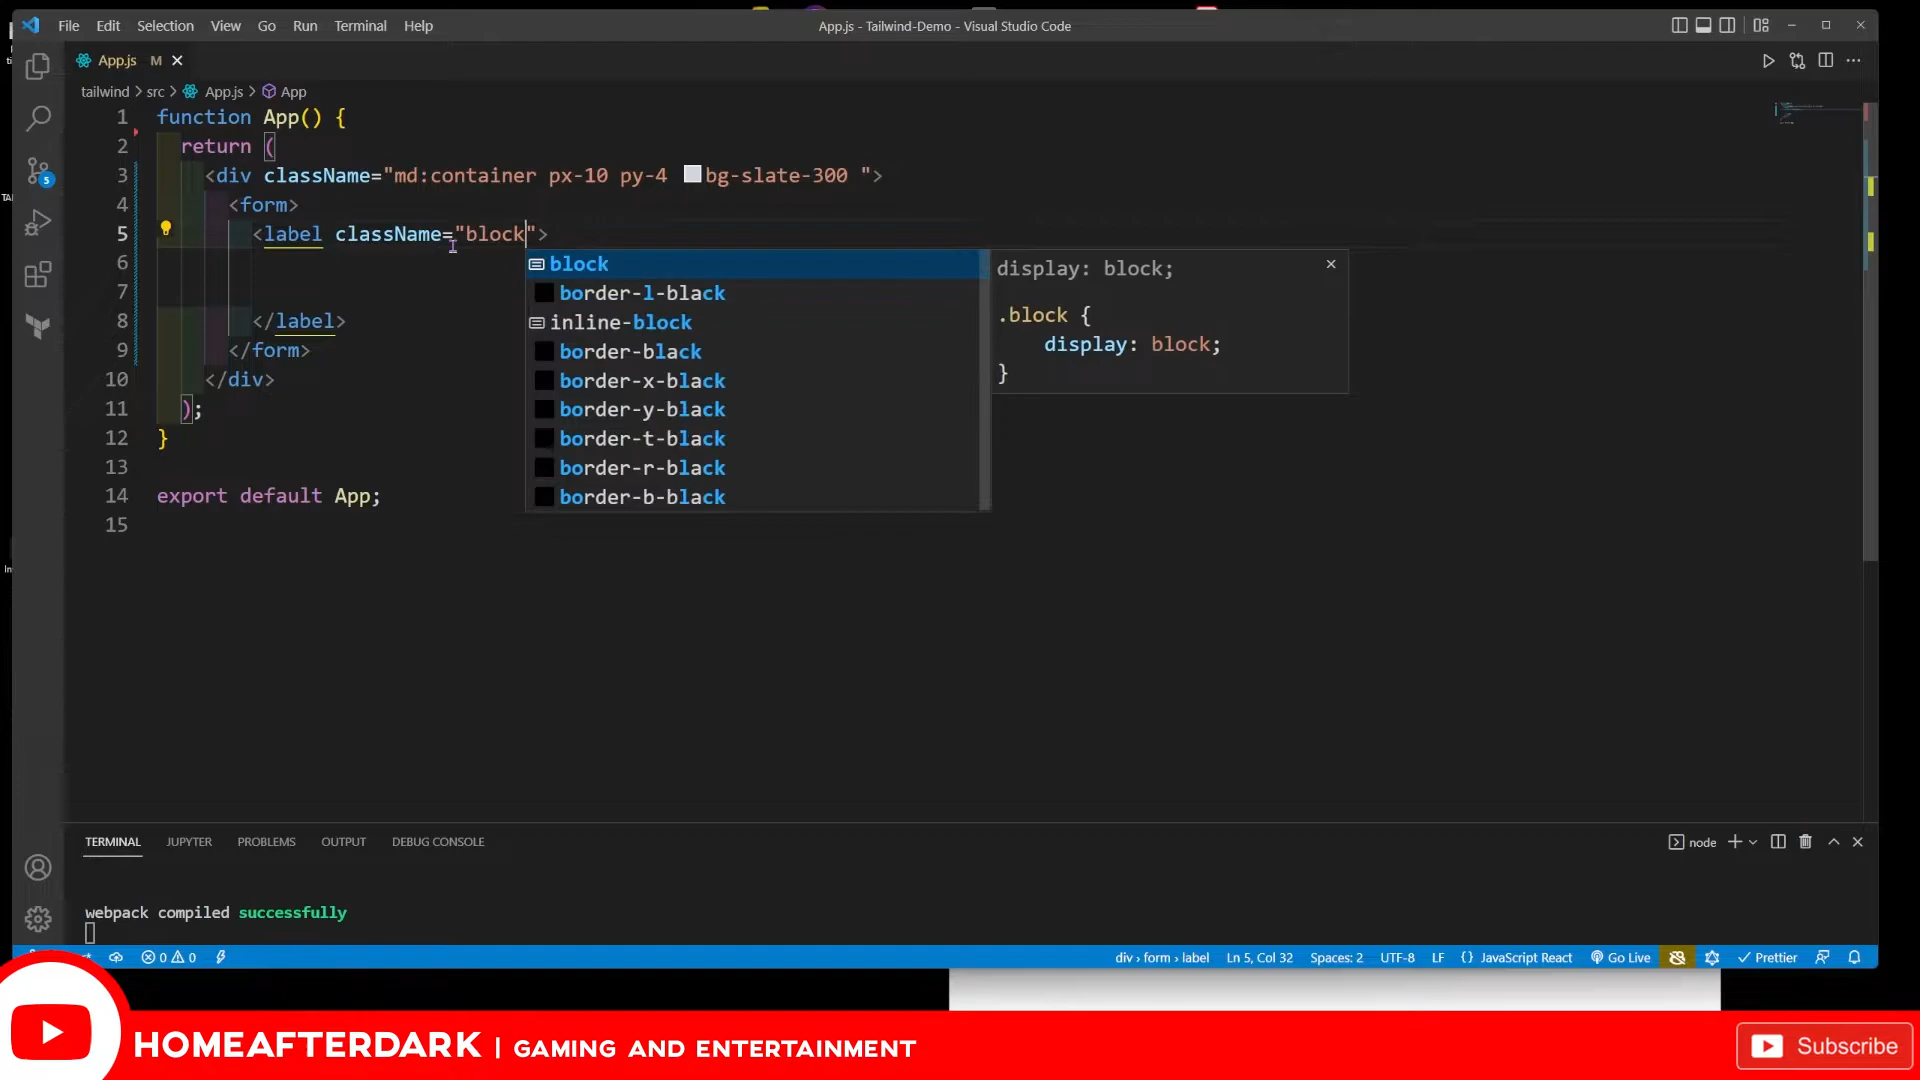 File Edit Selection View Go Run Terminal Help
App.js - Tailwind-Demo - Visual Studio Code
App.js M
tailwind > src > App.js > App
1 function App() {
2 return (
3 <div className="md:container px-10 py-4 bg-slate-300 ">
4 <form>
5 <label className="block">
6
7
8 </label>
9 </form>
10 </div>
11 );
12 }
13
14 export default App;
15
block
border-l-black
inline-block
border-black
border-x-black
border-y-black
border-t-black
border-r-black
border-b-black
display: block;
.block {
display: block;
}
5
TERMINAL JUPYTER PROBLEMS OUTPUT DEBUG CONSOLE
node
webpack compiled successfully
0 0
div > form > label Ln 5, Col 32 Spaces: 2 UTF-8 LF {} JavaScript React Go Live Prettier
HOMEAFTERDARK | GAMING AND ENTERTAINMENT
Subscribe